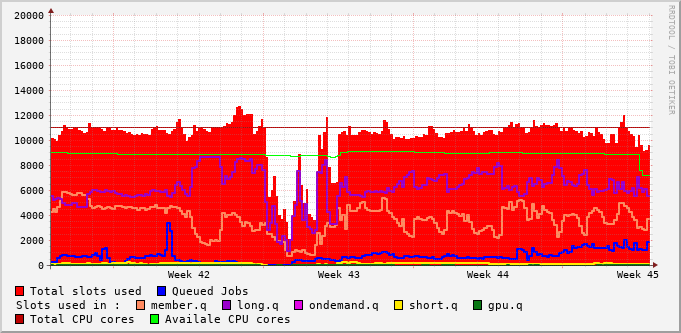 20000
18000
16000
14000
12000
10000
8000
6000
4000
2000
0
Week 42 Week 43 Week 44 Week 45
Total slots used Queued Jobs
Slots used in : member.q long.q ondemand.q short.q gpu.q
Total CPU cores Availale CPU cores
RRDTOOL / TOBI OETIKER